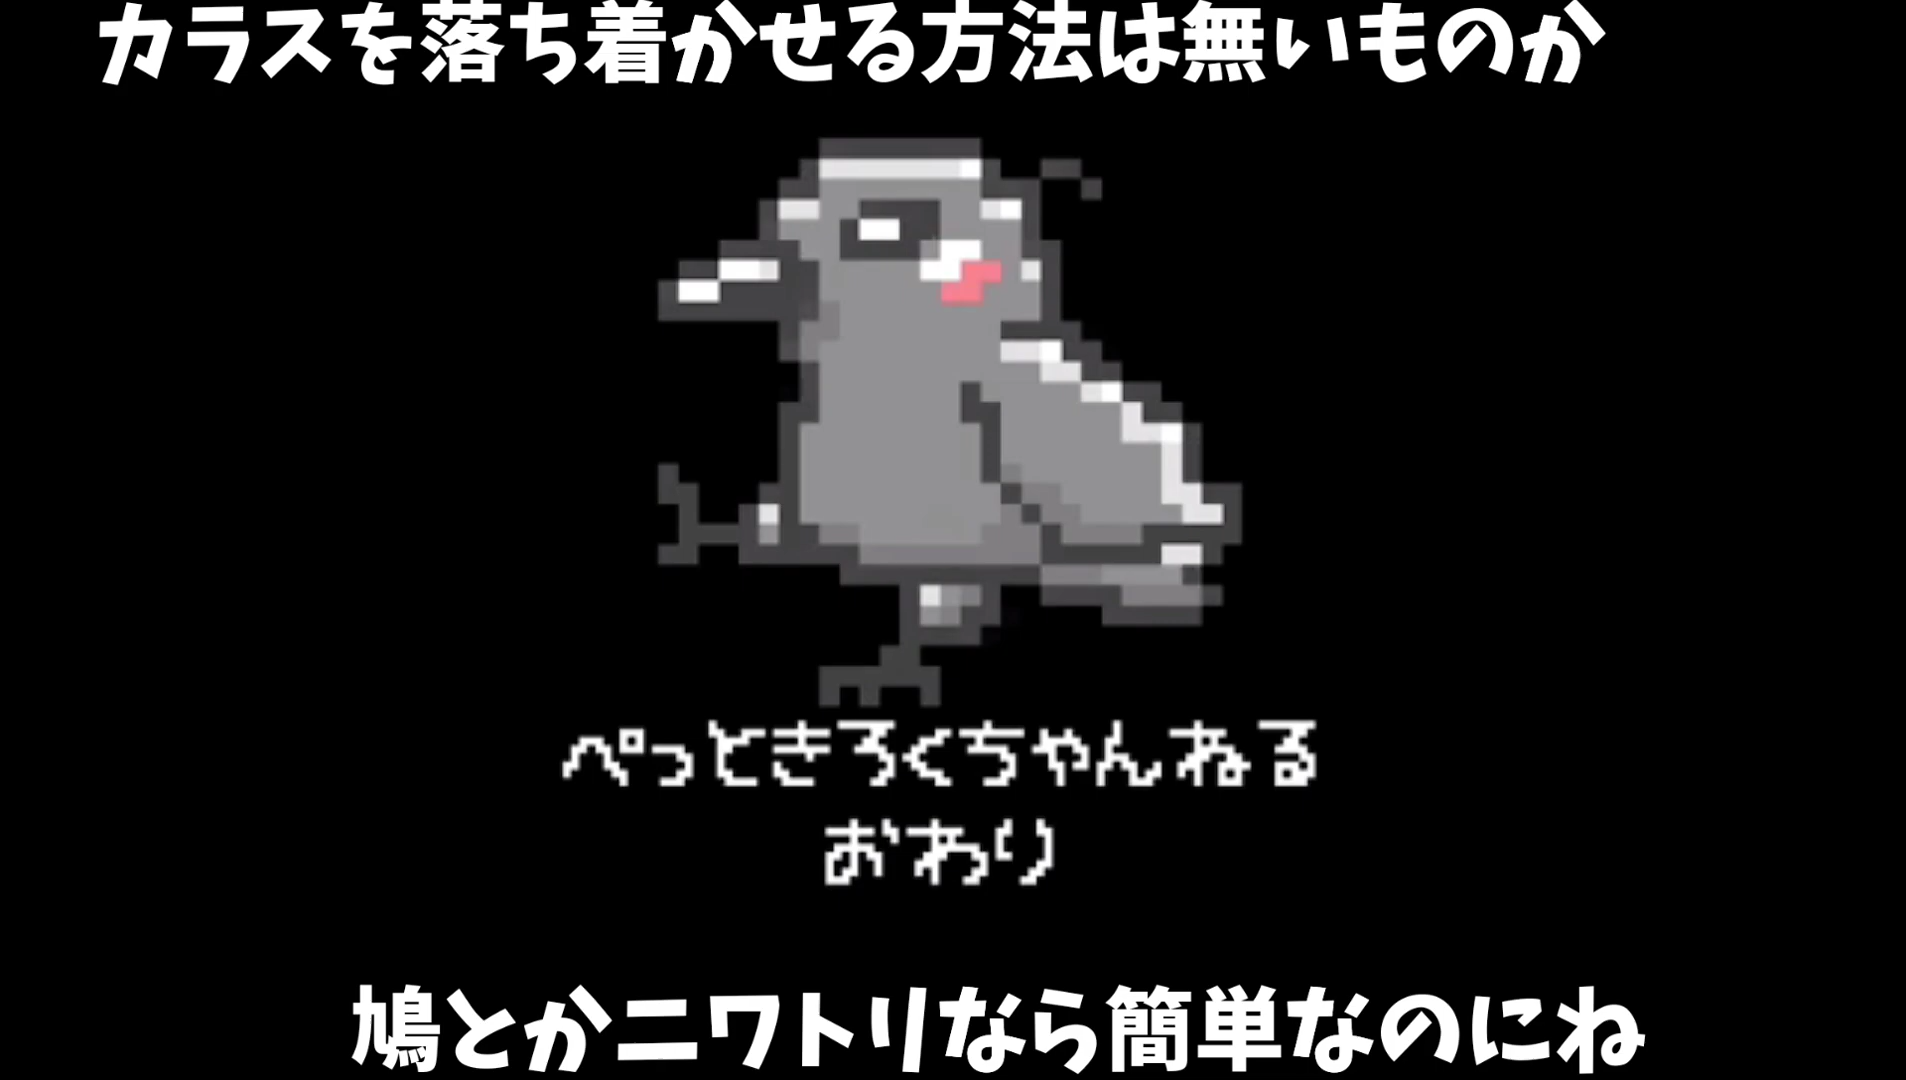 カラスを落ち着かせる方法は無いものか
ぺっときろくちゃんねる
おわり
鳩とかニワトリなら簡単なのにね